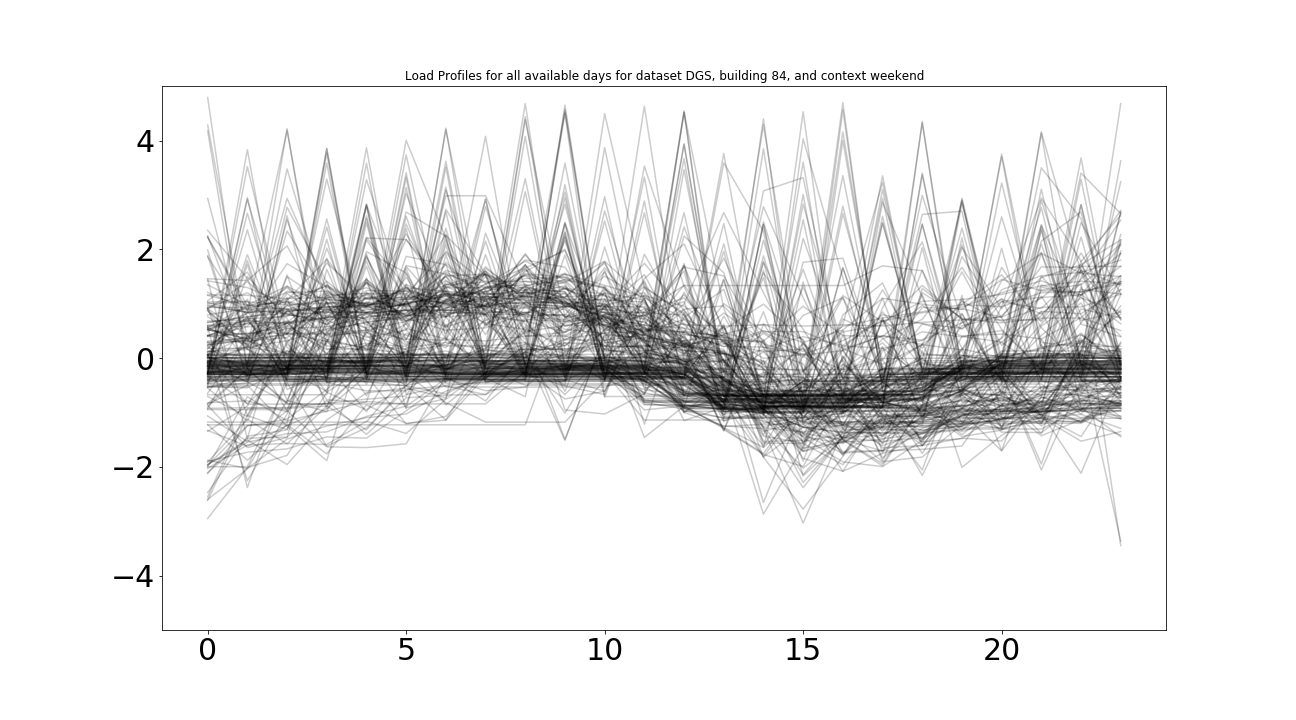 Load Profiles for all available days for dataset DGS, building 84, and context weekend
4
2
0
−2
−4
0 5 10 15 20